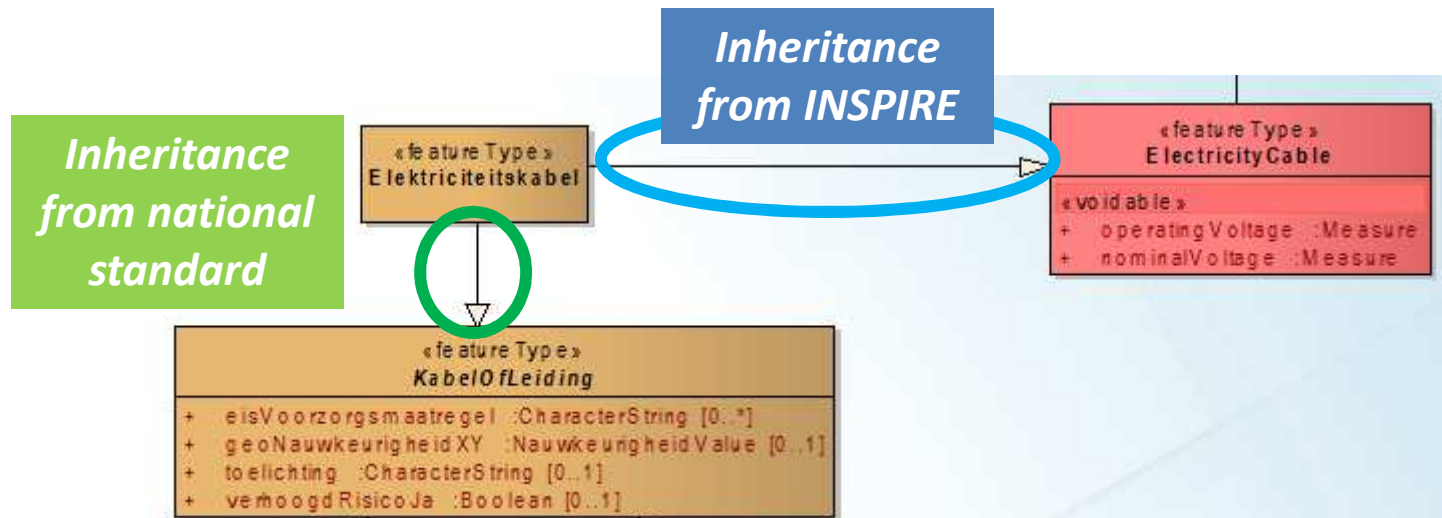 Inheritance
from INSPIRE
Inheritance
from national
standard
«featureType»
Elektriciteitskabel
«featureType»
ElectricityCable
«voidable»
+ operatingVoltage :Measure
+ nominalVoltage :Measure
«featureType»
KabelOfLeiding
+ eisVoorzorgsmaatregel :CharacterString [0..*]
+ geoNauwkeurigheidXY :NauwkeurigheidValue [0..1]
+ toelichting :CharacterString [0..1]
+ verhoogdRisicoJa :Boolean [0..1]